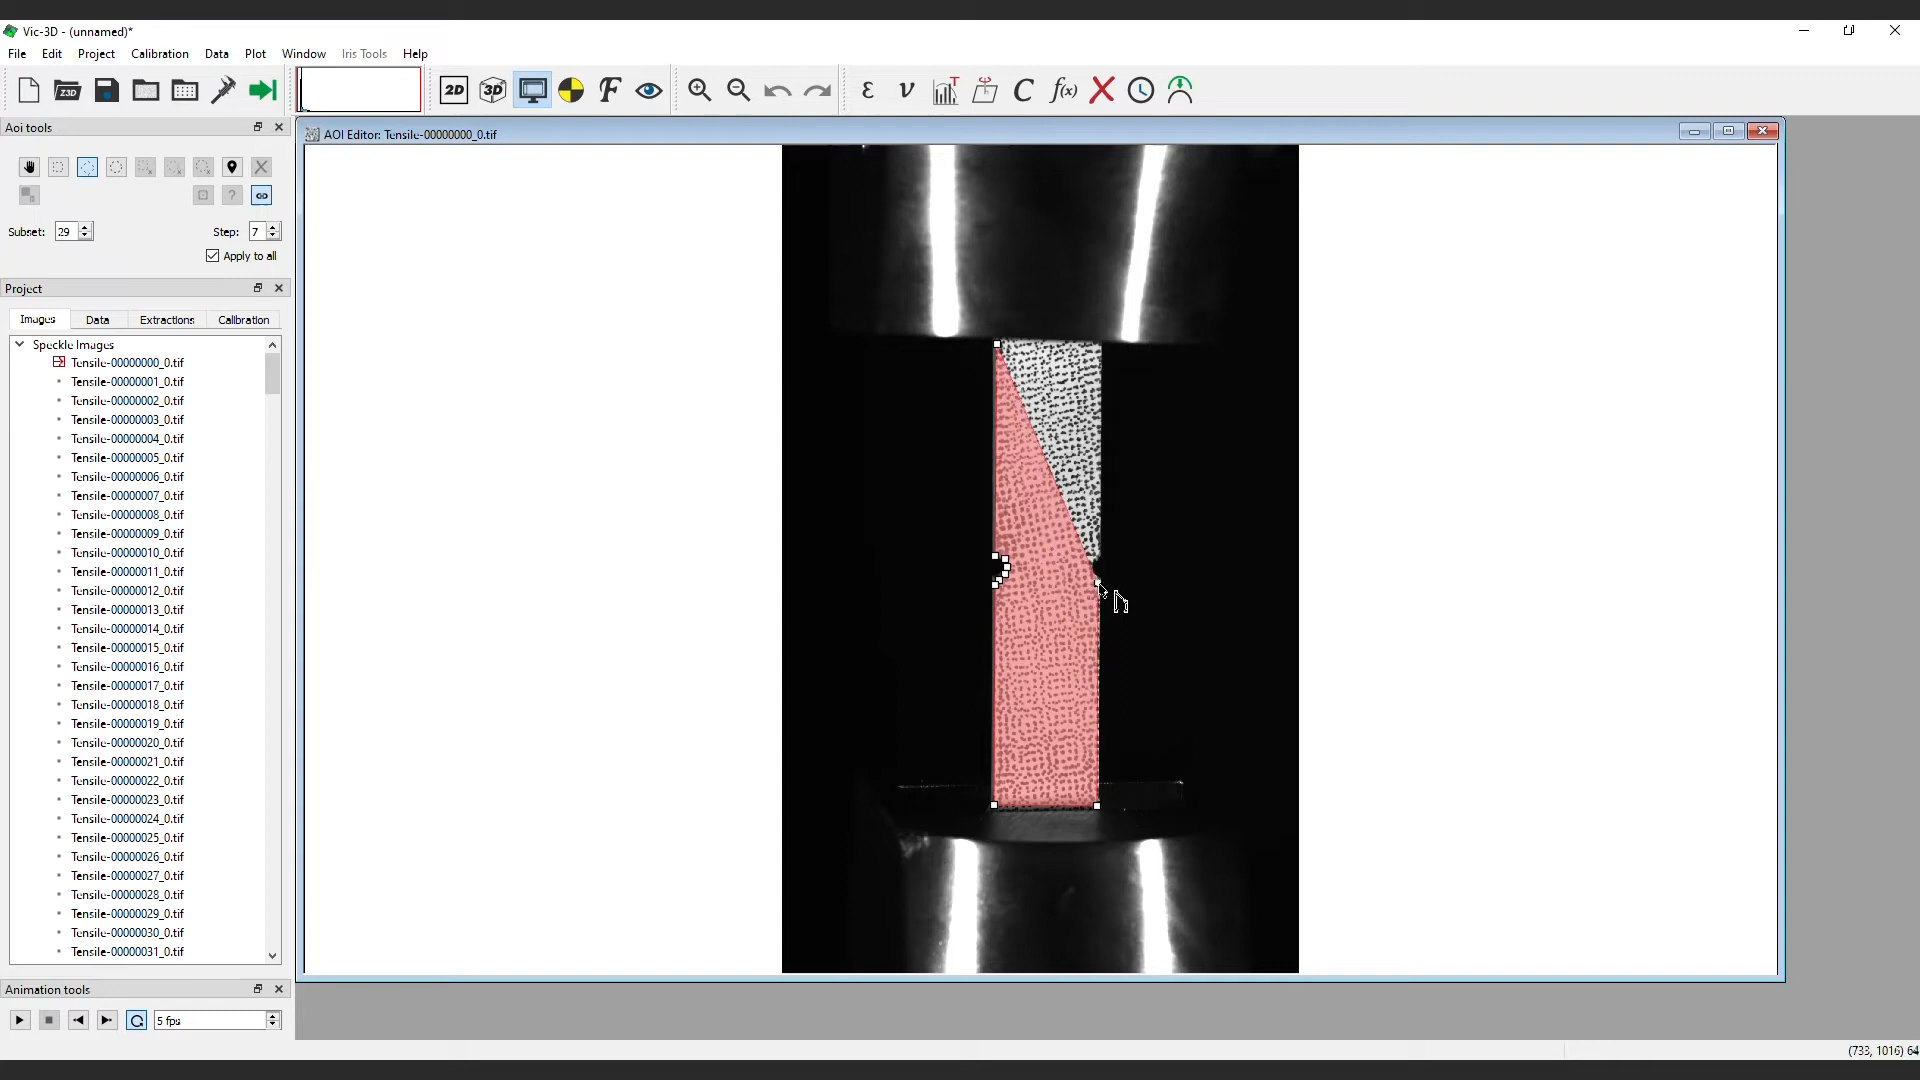 Vic-3D - (unnamed)*
File Edit Project Calibration Data Plot Window Iris Tools Help
Z3D 2D 3D F ε ν T C f(x)
Aoi tools
AOI Editor: Tensile-00000000_0.tif
?
Subset: 29 Step: 7
Apply to all
Project
Images Data Extractions Calibration
Speckle Images
Tensile-00000000_0.tif
Tensile-00000001_0.tif
Tensile-00000002_0.tif
Tensile-00000003_0.tif
Tensile-00000004_0.tif
Tensile-00000005_0.tif
Tensile-00000006_0.tif
Tensile-00000007_0.tif
Tensile-00000008_0.tif
Tensile-00000009_0.tif
Tensile-00000010_0.tif
Tensile-00000011_0.tif
Tensile-00000012_0.tif
Tensile-00000013_0.tif
Tensile-00000014_0.tif
Tensile-00000015_0.tif
Tensile-00000016_0.tif
Tensile-00000017_0.tif
Tensile-00000018_0.tif
Tensile-00000019_0.tif
Tensile-00000020_0.tif
Tensile-00000021_0.tif
Tensile-00000022_0.tif
Tensile-00000023_0.tif
Tensile-00000024_0.tif
Tensile-00000025_0.tif
Tensile-00000026_0.tif
Tensile-00000027_0.tif
Tensile-00000028_0.tif
Tensile-00000029_0.tif
Tensile-00000030_0.tif
Tensile-00000031_0.tif
Animation tools
5 fps
(733, 1016) 64